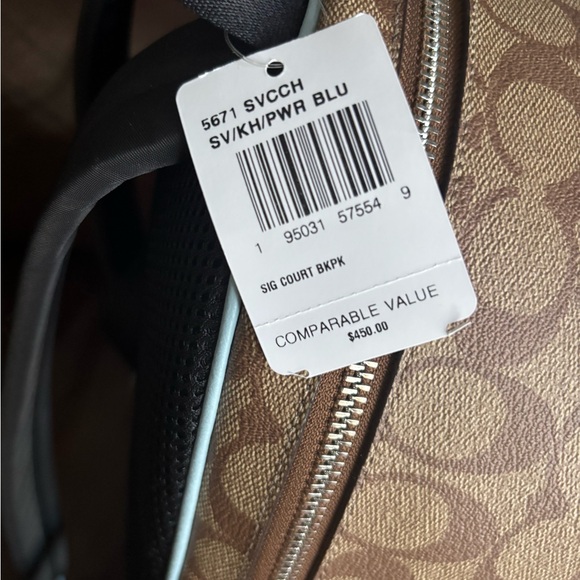 5671 SVCCH
SV/KH/PWR BLU
1 95031 57554 9
SIG COURT BKPK
COMPARABLE VALUE
$450.00